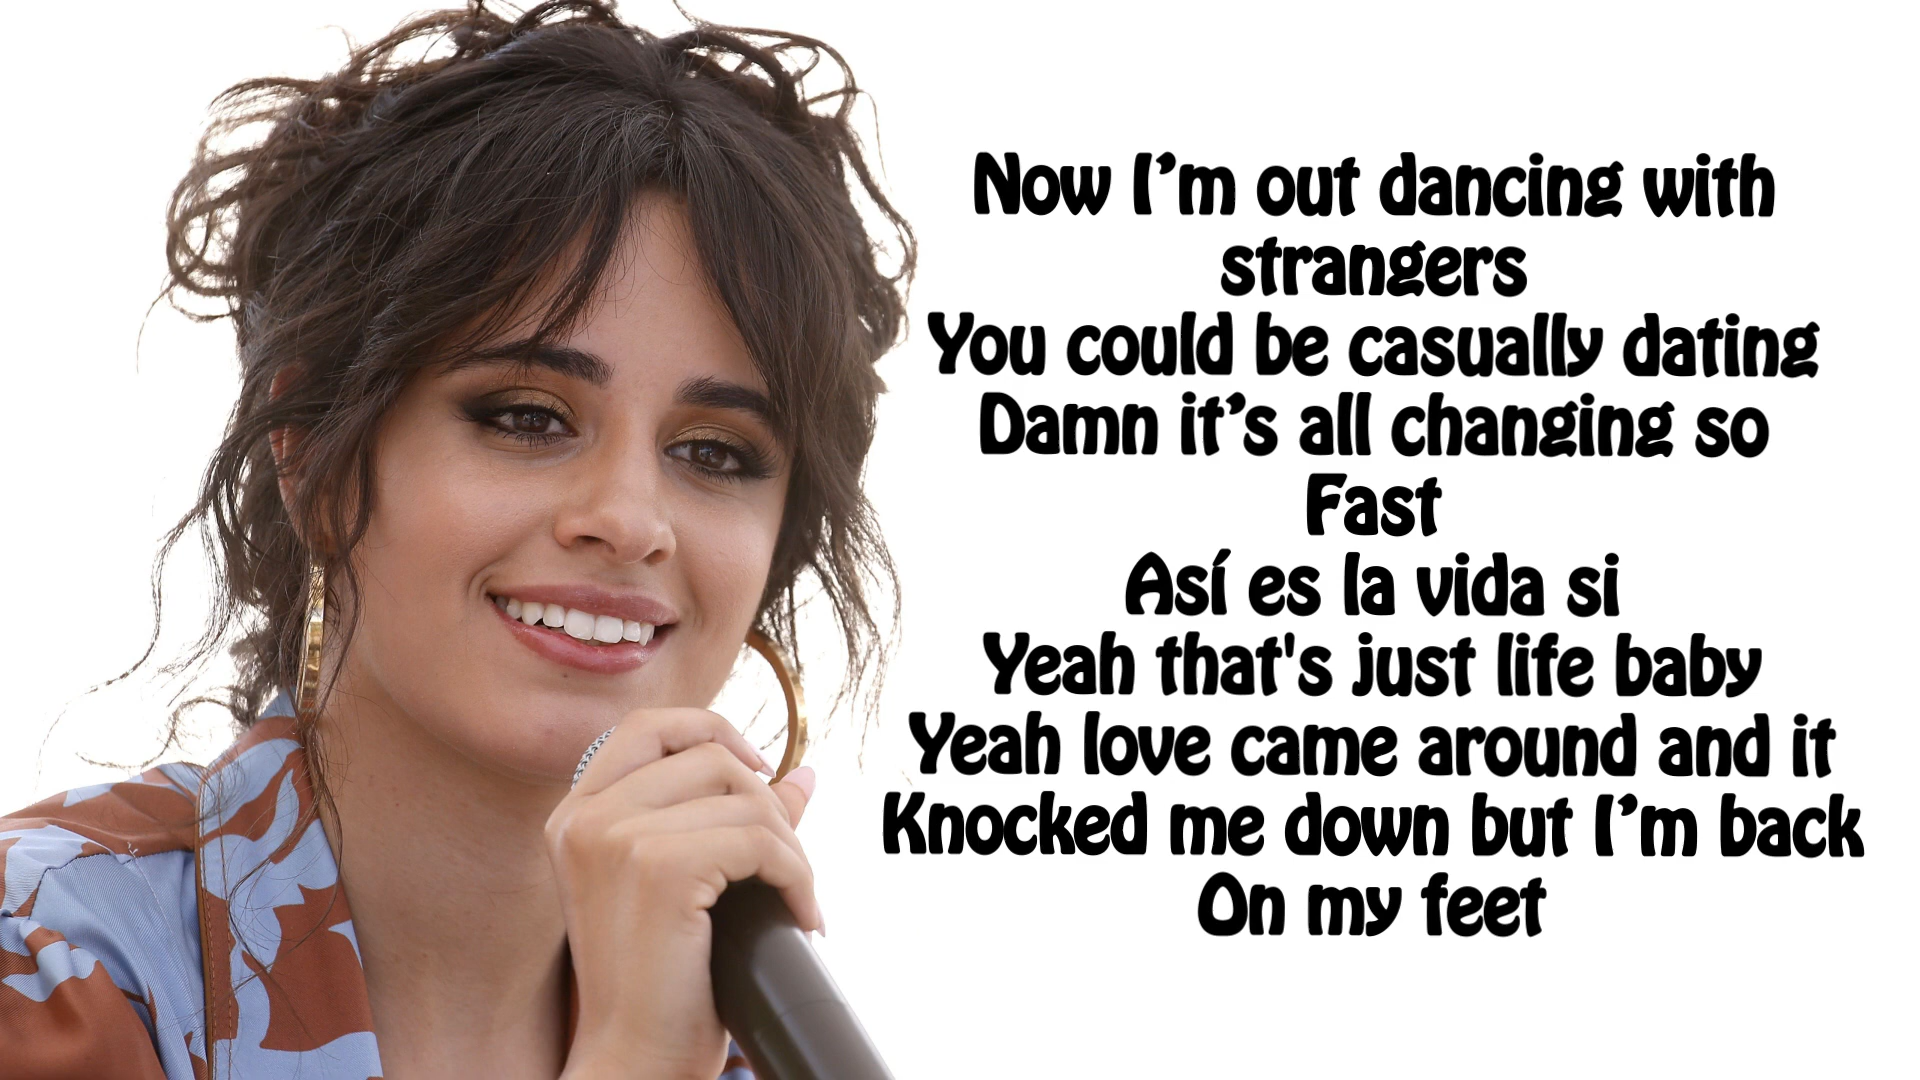 Now I’m out dancing with
strangers
You could be casually dating
Damn it’s all changing so
Fast
Así es la vida si
Yeah that's just life baby
Yeah love came around and it
Knocked me down but I’m back
On my feet